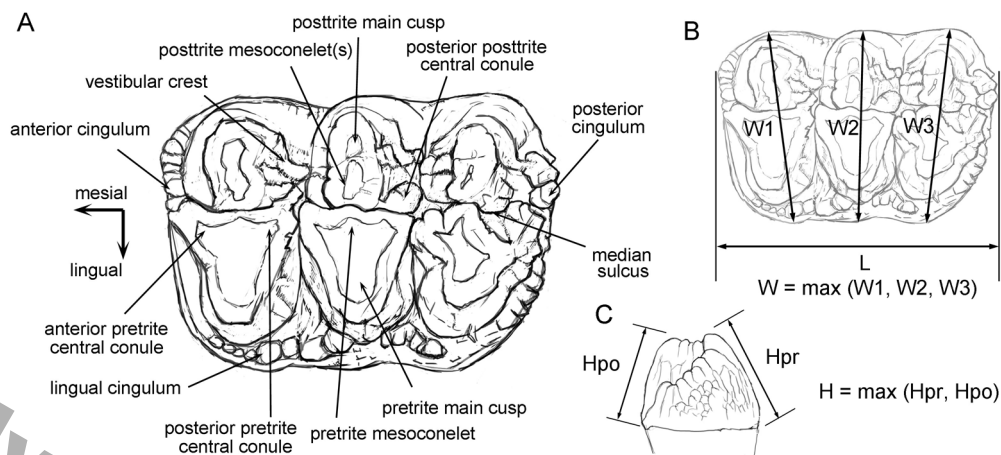 A
posttrite main cusp
posttrite mesoconelet(s)
posterior posttrite
central conule
vestibular crest
anterior cingulum
posterior
cingulum
mesial
lingual
median
sulcus
anterior pretrite
central conule
lingual cingulum
pretrite main cusp
posterior pretrite
central conule
pretrite mesoconelet
B
W1
W2
W3
L
W = max (W1, W2, W3)
C
Hpo
Hpr
H = max (Hpr, Hpo)